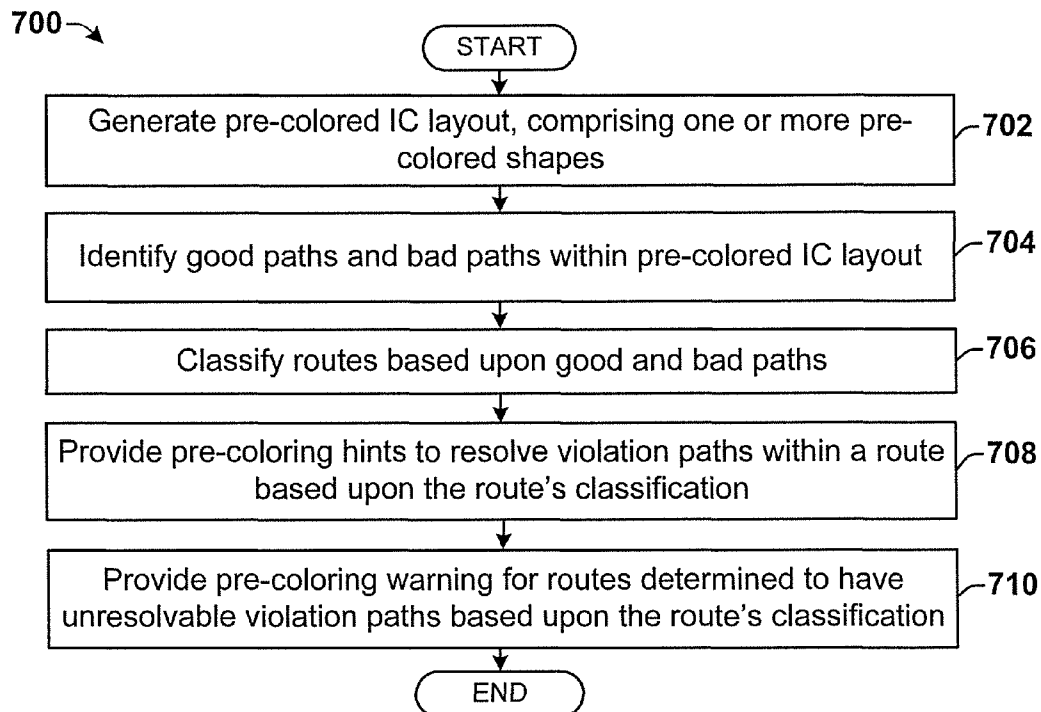 700
START
Generate pre-colored IC layout, comprising one or more pre-
colored shapes
702
Identify good paths and bad paths within pre-colored IC layout
704
Classify routes based upon good and bad paths
706
Provide pre-coloring hints to resolve violation paths within a route
based upon the route's classification
708
Provide pre-coloring warning for routes determined to have
unresolvable violation paths based upon the route's classification
710
END